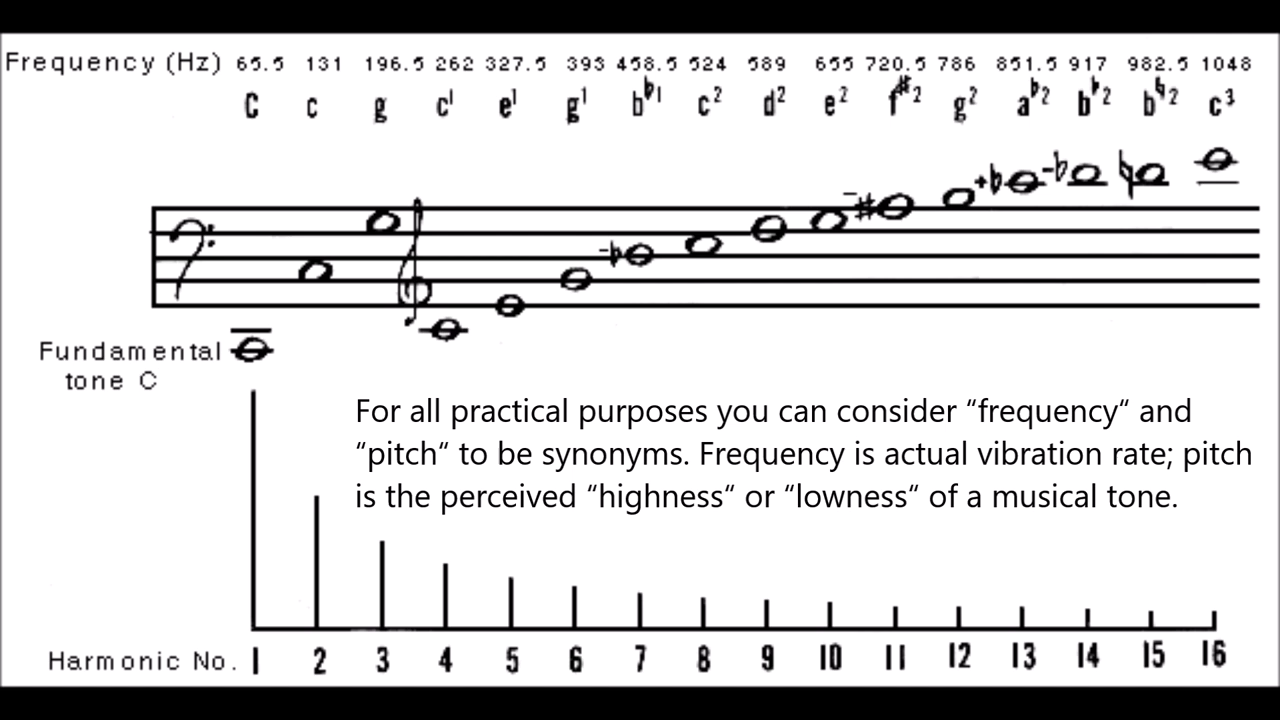 Frequency (Hz) 65.5 131 196.5 262 327.5 393 458.5 524 589 655 720.5 786 851.5 917 982.5 1048
C c g c¹ e¹ g¹ b♭¹ c² d² e² f♯² g² a♭² b♭² b♮² c³
Fundamental
tone C
For all practical purposes you can consider “frequency“ and
“pitch“ to be synonyms. Frequency is actual vibration rate; pitch
is the perceived “highness“ or “lowness“ of a musical tone.
Harmonic No. 1 2 3 4 5 6 7 8 9 10 11 12 13 14 15 16